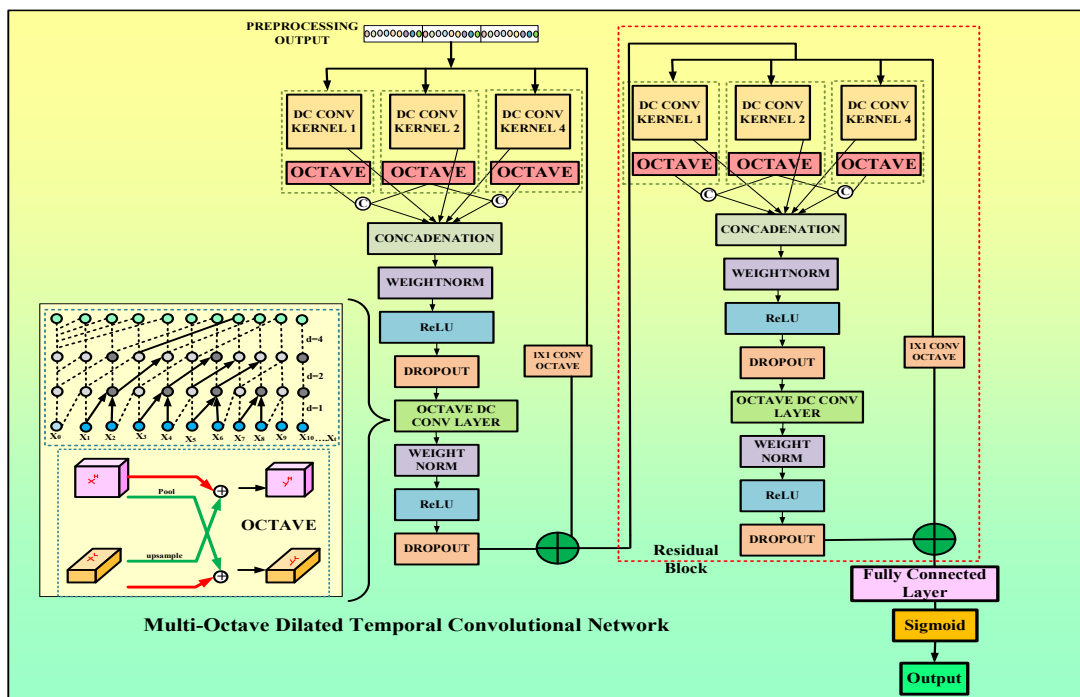 PREPROCESSING
OUTPUT
DC CONV
KERNEL 1
DC CONV
KERNEL 2
DC CONV
KERNEL 4
OCTAVE
OCTAVE
OCTAVE
C
C
CONCADENATION
WEIGHTNORM
ReLU
DROPOUT
OCTAVE DC CONV
CONV LAYER
WEIGHT
NORM
ReLU
DROPOUT
1X1 CONV
OCTAVE
d=4
d=2
d=1
X0 X1 X2 X3 X4 X5 X6 X7 X8 X9 X10....Xt
X^H
Pool
Y^H
OCTAVE
X^L
upsample
Y^L
DC CONV
KERNEL 1
DC CONV
KERNEL 2
DC CONV
KERNEL 4
OCTAVE
OCTAVE
OCTAVE
C
C
CONCADENATION
WEIGHTNORM
ReLU
DROPOUT
OCTAVE DC CONV
LAYER
WEIGHT
NORM
ReLU
DROPOUT
1X1 CONV
OCTAVE
Residual
Block
Fully Connected
Layer
Sigmoid
Output
Multi-Octave Dilated Temporal Convolutional Network